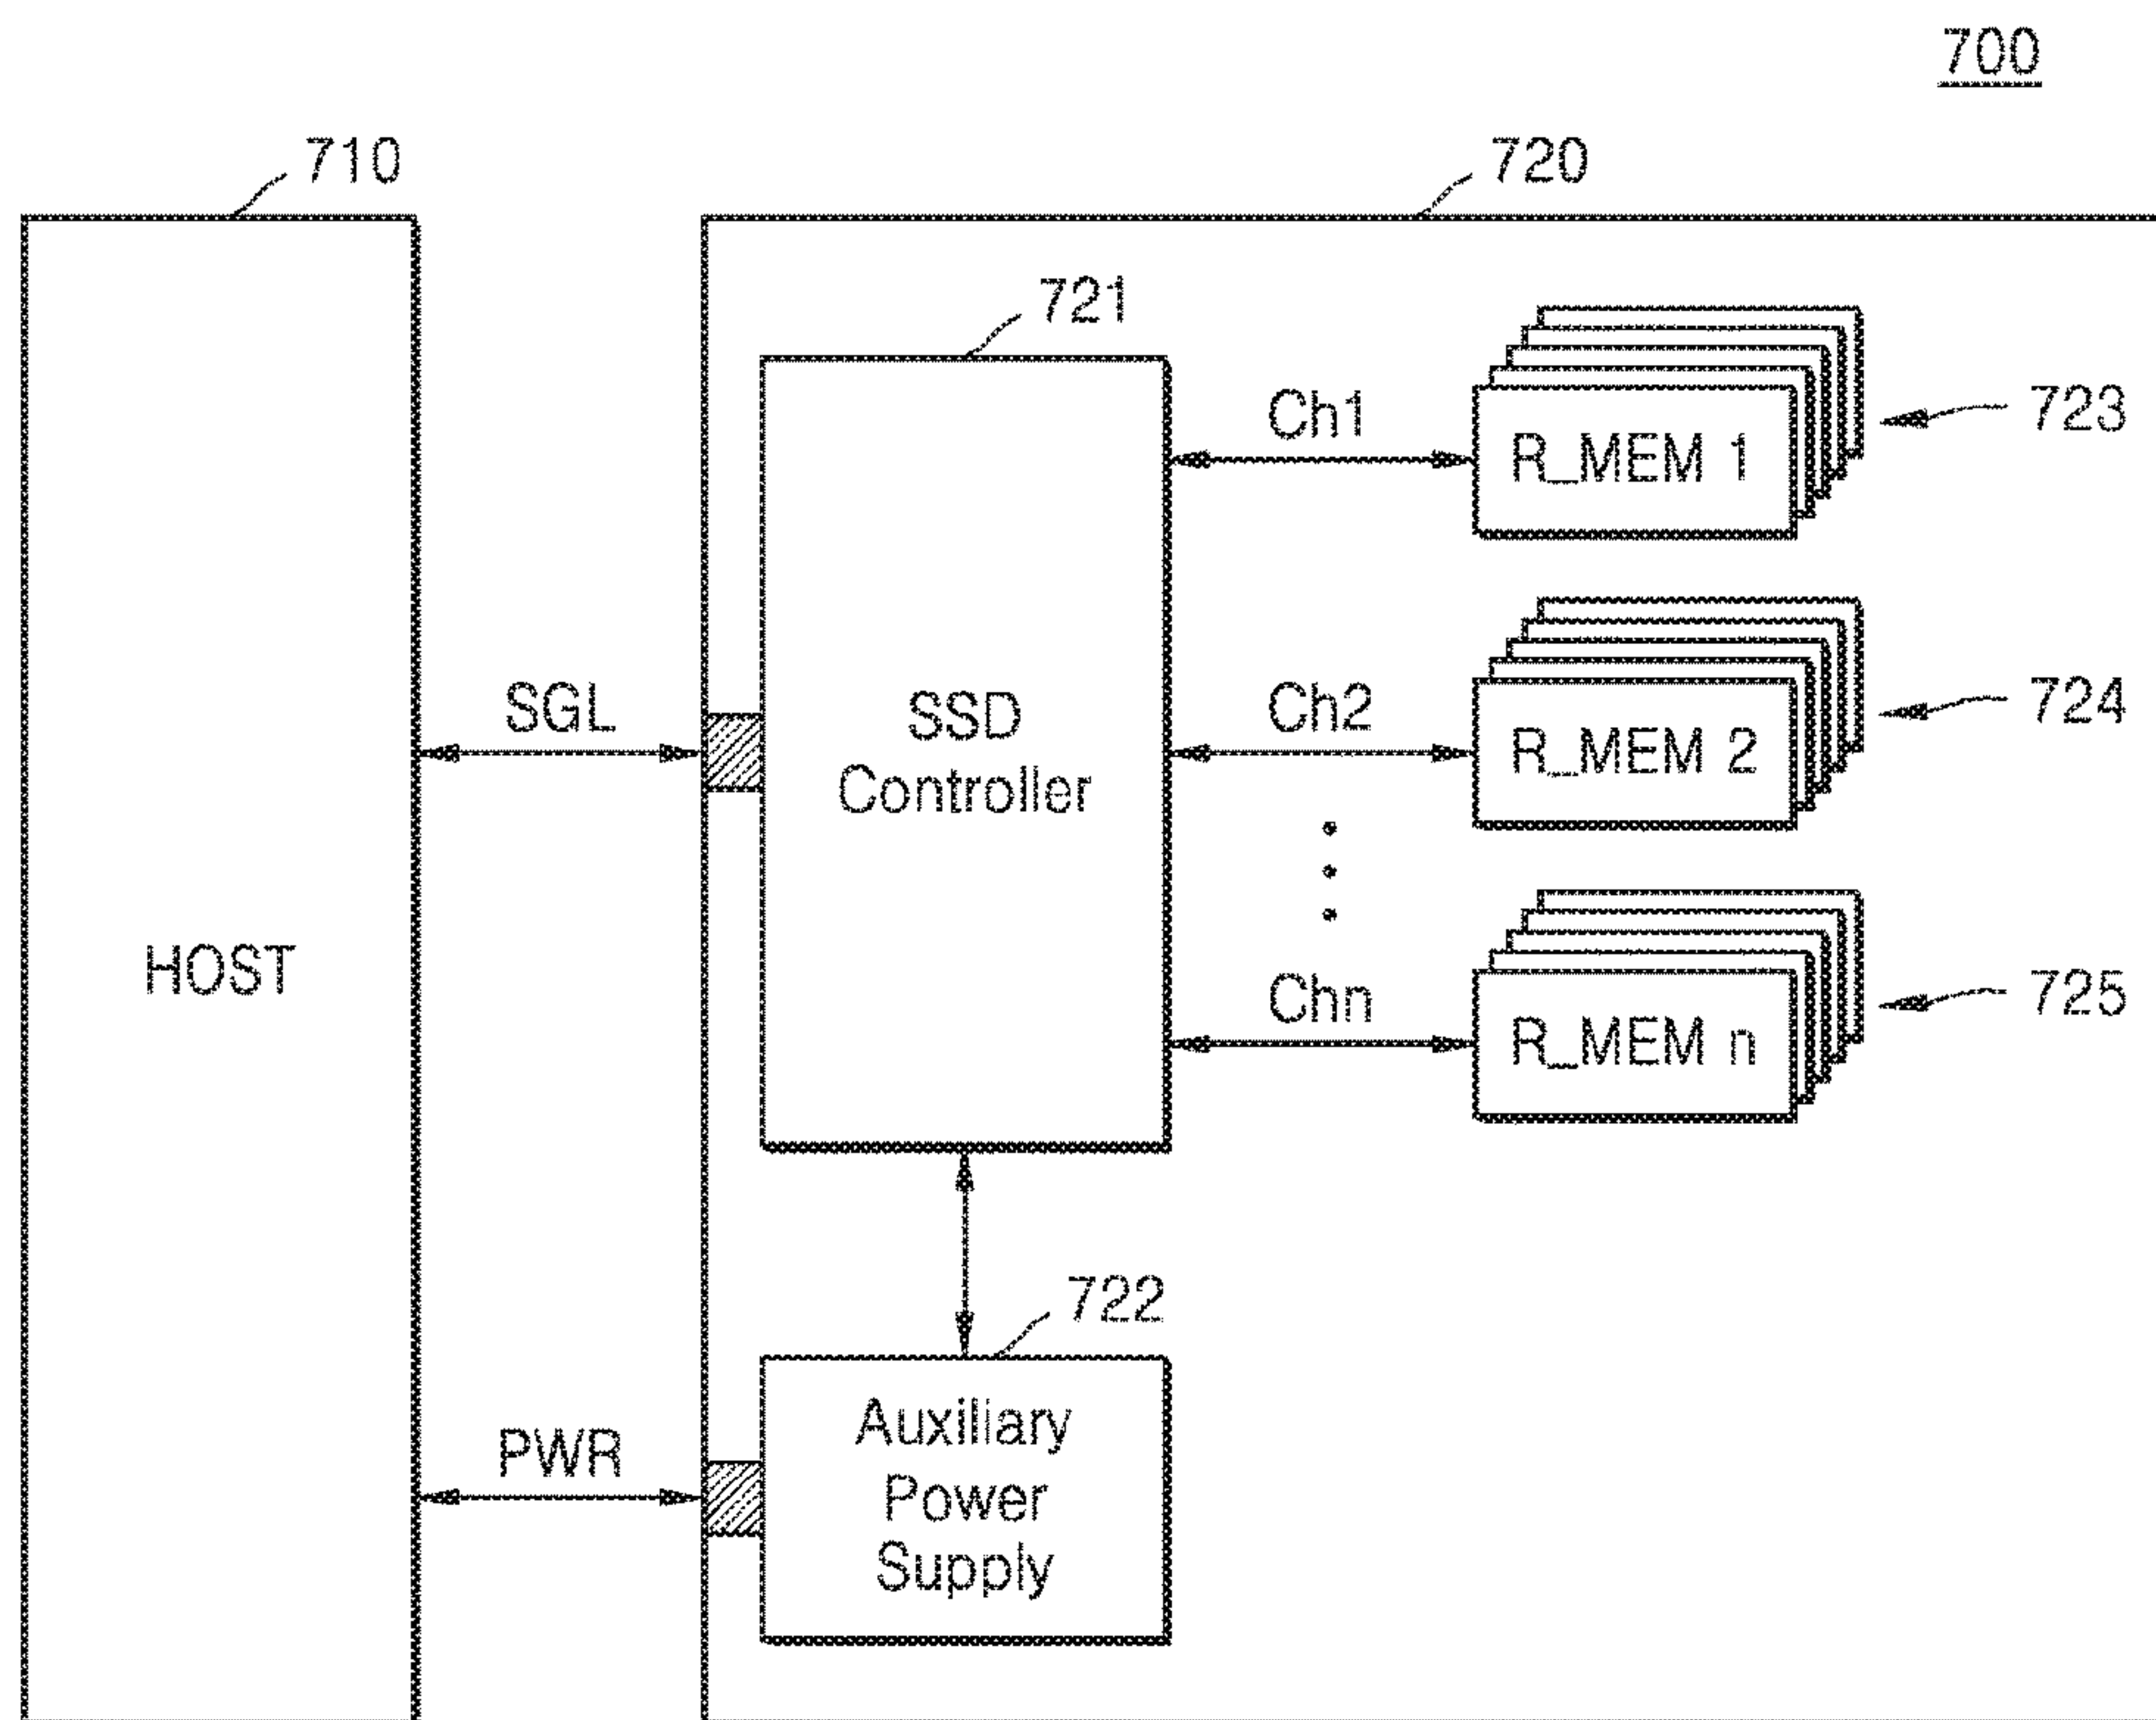 700
710
720
721
Ch1
R_MEM 1
723
SGL
SSD
Controller
Ch2
R_MEM 2
724
HOST
Chn
R_MEM n
725
722
PWR
Auxiliary
Power
Supply